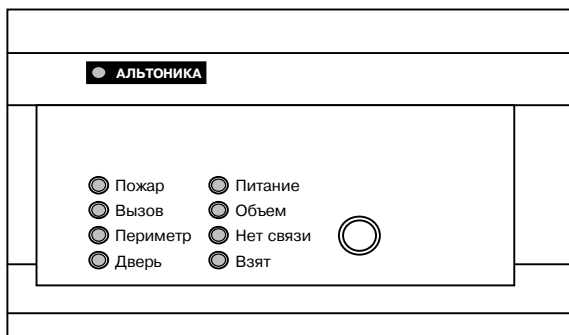 АЛЬТОНИКА
Пожар Питание
Вызов Объем
Периметр Нет связи
Дверь Взят